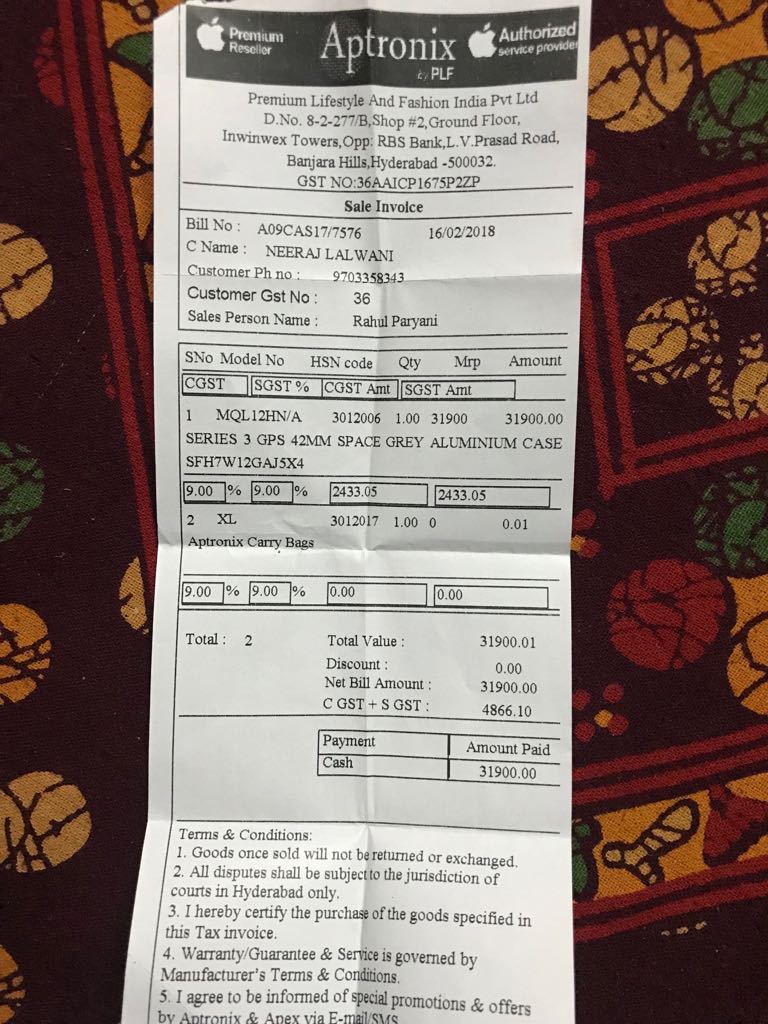 Premium Reseller
Aptronix
by PLF
Authorized service provider
Premium Lifestyle And Fashion India Pvt Ltd
D.No. 8-2-277/B,Shop #2,Ground Floor,
Inwinwex Towers,Opp: RBS Bank,L.V.Prasad Road,
Banjara Hills,Hyderabad -500032.
GST NO:36AAICP1675P2ZP
Sale Invoice
Bill No : A09CAS17/7576 16/02/2018
C Name : NEERAJ LALWANI
Customer Ph no : 9703358343
Customer Gst No : 36
Sales Person Name : Rahul Paryani
SNo Model No HSN code Qty Mrp Amount
CGST SGST % CGST Amt SGST Amt
1 MQL12HN/A 3012006 1.00 31900 31900.00
SERIES 3 GPS 42MM SPACE GREY ALUMINIUM CASE
SFH7W12GAJ5X4
9.00 % 9.00 % 2433.05 2433.05
2 XL 3012017 1.00 0 0.01
Aptronix Carry Bags
9.00 % 9.00 % 0.00 0.00
Total : 2 Total Value : 31900.01
Discount : 0.00
Net Bill Amount : 31900.00
C GST + S GST : 4866.10
Payment Amount Paid
Cash 31900.00
Terms & Conditions:
1. Goods once sold will not be returned or exchanged.
2. All disputes shall be subject to the jurisdiction of
courts in Hyderabad only.
3. I hereby certify the purchase of the goods specified in
this Tax invoice.
4. Warranty/Guarantee & Service is governed by
Manufacturer's Terms & Conditions.
5. I agree to be informed of special promotions & offers
by Aptronix & Apex via E-mail/SMS